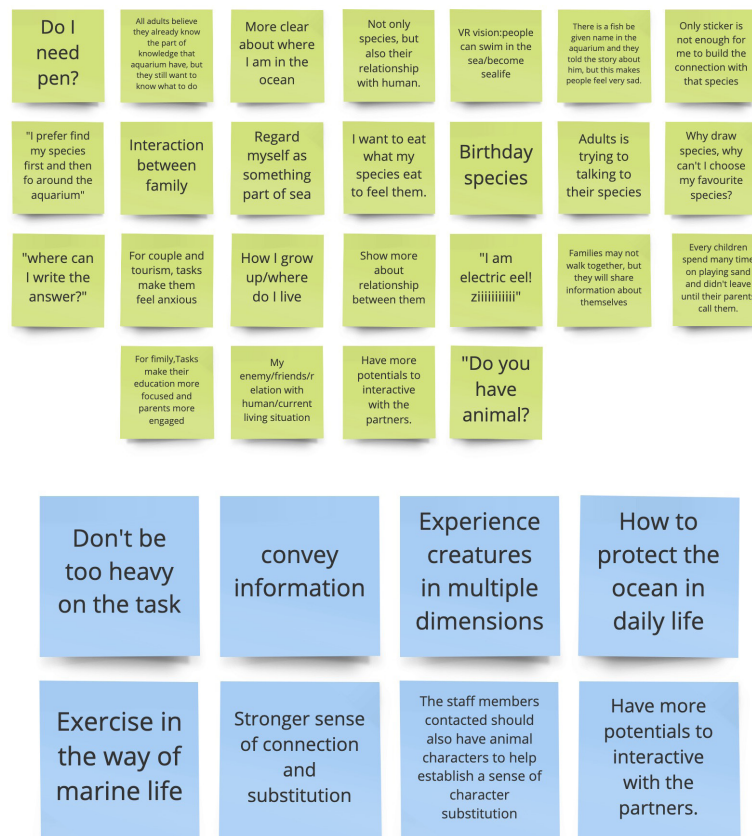 Do I
need
pen?
All adults believe
they already know
the part of
knowledge that
aquarium have, but
they still want to
know what to do
More clear
about where
I am in the
ocean
Not only
species, but
also their
relationship
with human.
VR vision:people
can swim in the
sea/become
sealife
There is a fish be
given name in the
aquarium and they
told the story about
him, but this makes
people feel very sad.
Only sticker is
not enough for
me to build the
connection with
that species
"I prefer find
my species
first and then
fo around the
aquarium"
Interaction
between
family
Regard
myself as
something
part of sea
I want to eat
what my
species eat
to feel them.
Birthday
species
Adults is
trying to
talking to
their species
Why draw
species, why
can't I choose
my favourite
species?
"where can
I write the
answer?"
For couple and
tourism, tasks
make them
feel anxious
How I grow
up/where
do I live
Show more
about
relationship
between them
"I am
electric eel!
ziiiiiiiiiii"
Families may not
walk together, but
they will share
information about
themselves
Every children
spend many time
on playing sand
and didn't leave
until their parents
call them.
For fimily,Tasks
make their
education more
focused and
parents more
engaged
My
enemy/friends/r
elation with
human/current
living situation
Have more
potentials to
interactive
with the
partners.
"Do you
have
animal?
Don't be
too heavy
on the task
convey
information
Experience
creatures
in multiple
dimensions
How to
protect the
ocean in
daily life
Exercise in
the way of
marine life
Stronger sense
of connection
and
substitution
The staff members
contacted should
also have animal
characters to help
establish a sense of
character
substitution
Have more
potentials to
interactive
with the
partners.